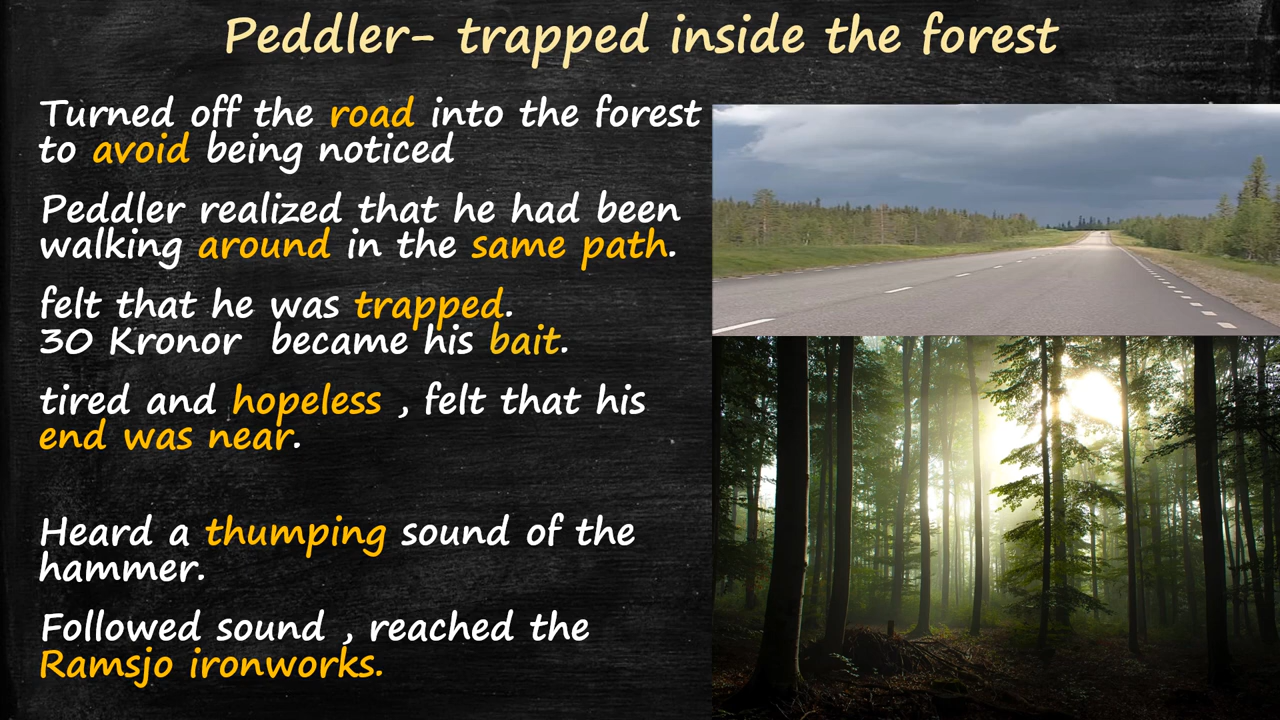 Peddler- trapped inside the forest
Turned off the road into the forest
to avoid being noticed
Peddler realized that he had been
walking around in the same path.
felt that he was trapped.
30 Kronor became his bait.
tired and hopeless , felt that his
end was near.
Heard a thumping sound of the
hammer.
Followed sound , reached the
Ramsjo ironworks.